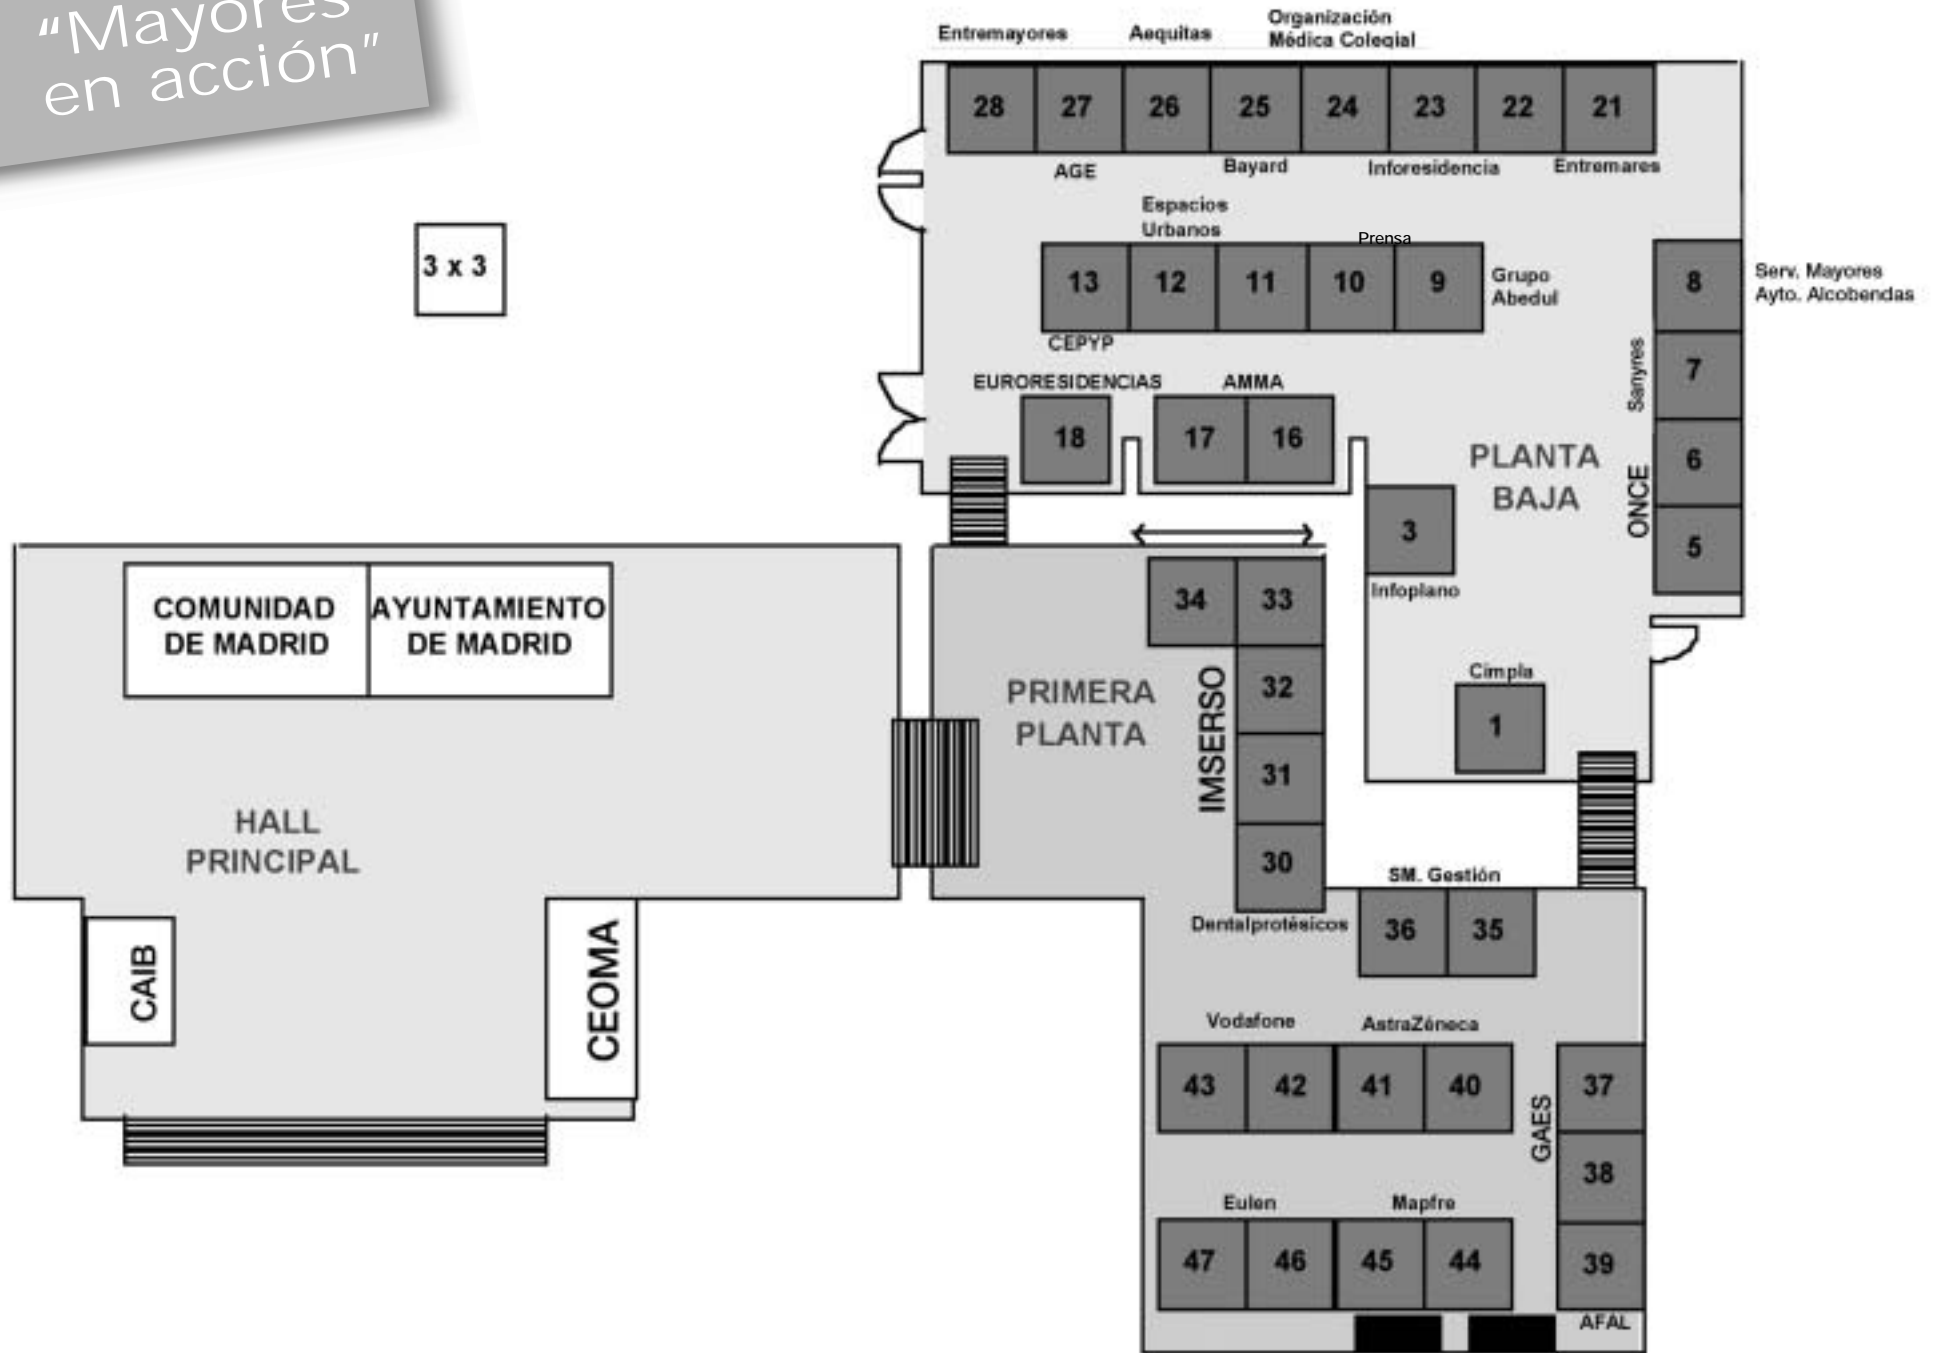 “Mayores
en acción”
Entremayores
Aequitas
Organización
Médica Colegial
28
27
26
25
24
23
22
21
AGE
Bayard
Inforesidencia
Entremares
Espacios
Urbanos
Prensa
3 x 3
13
12
11
10
9
Grupo
Abedul
8
Serv. Mayores
Ayto. Alcobendas
CEPYP
Sanyres
7
EURORESIDENCIAS
AMMA
18
17
16
PLANTA
BAJA
6
ONCE
5
3
Infoplano
COMUNIDAD
DE MADRID
AYUNTAMIENTO
DE MADRID
34
33
PRIMERA
PLANTA
IMSERSO
32
31
30
Cimpla
1
HALL
PRINCIPAL
SM. Gestión
Dentalprotésicos
36
35
CAIB
CEOMA
Vodafone
AstraZéneca
43
42
41
40
GAES
37
38
Eulen
Mapfre
47
46
45
44
39
AFAL